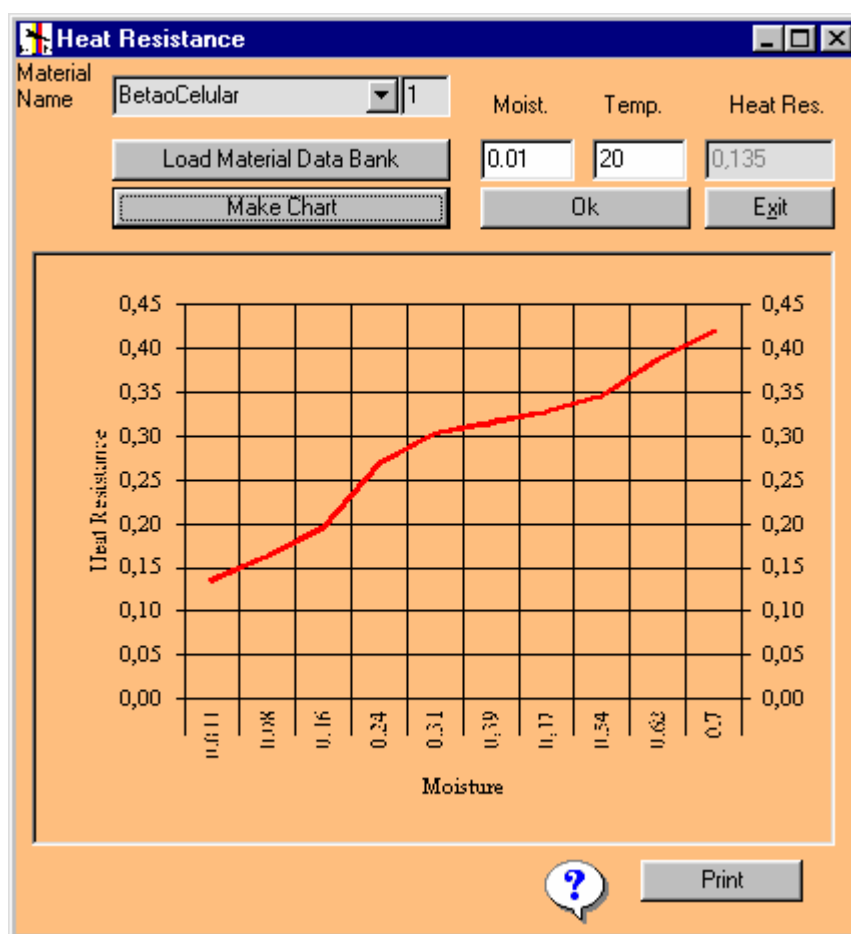 Heat Resistance
Material
Name
BetaoCelular 1
Moist. Temp. Heat Res.
Load Material Data Bank 0.01 20 0,135
Make Chart Ok Exit
0,45 0,45
0,40 0,40
0,35 0,35
0,30 0,30
0,25 0,25
0,20 0,20
0,15 0,15
0,10 0,10
0,05 0,05
0,00 0,00
Heat Resistance
0.08 0.16 0.24 0.31 0.39 0.54 0.62 0.7
Moisture
?
Print